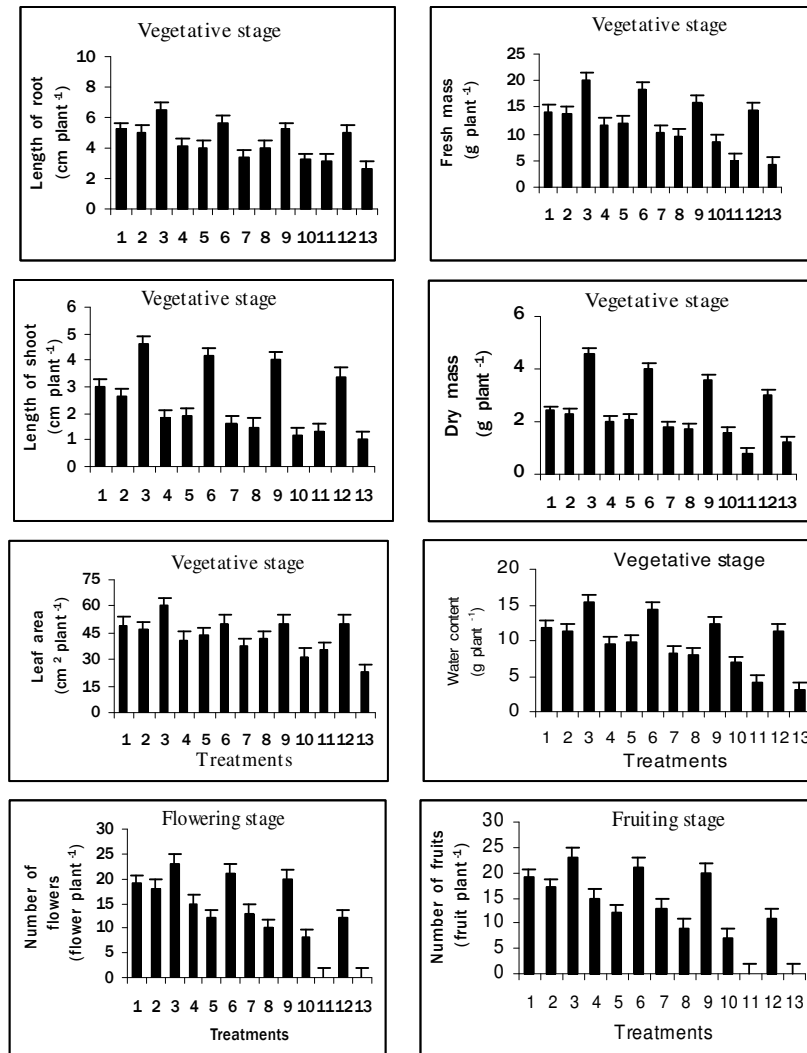 Vegetative stage
Length of root
(cm plant -1)
10
8
6
4
2
0
1 2 3 4 5 6 7 8 9 10 11 12 13
Vegetative stage
Fresh mass
(g plant -1)
25
20
15
10
5
0
1 2 3 4 5 6 7 8 9 10 11 12 13
Vegetative stage
Length of shoot
(cm plant -1)
6
5
4
3
2
1
0
1 2 3 4 5 6 7 8 9 10 11 12 13
Vegetative stage
Dry mass
(g plant -1)
6
4
2
0
1 2 3 4 5 6 7 8 9 10 11 12 13
Vegetative stage
Leaf area
(cm 2 plant -1)
75
60
45
30
15
0
1 2 3 4 5 6 7 8 9 10 11 12 13
Treatments
Vegetative stage
Water content
(g plant -1)
20
15
10
5
0
1 2 3 4 5 6 7 8 9 10 11 12 13
Treatments
Flowering stage
Number of
flowers
(flower plant -1)
30
25
20
15
10
5
0
1 2 3 4 5 6 7 8 9 10 11 12 13
Treatments
Fruiting stage
Number of fruits
(fruit plant -1)
30
25
20
15
10
5
0
1 2 3 4 5 6 7 8 9 10 11 12 13
Treatments